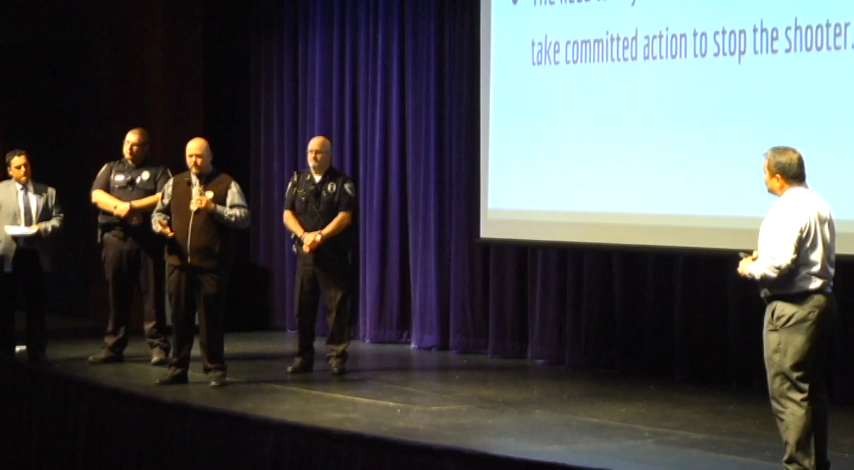 take committed action to stop the shooter.